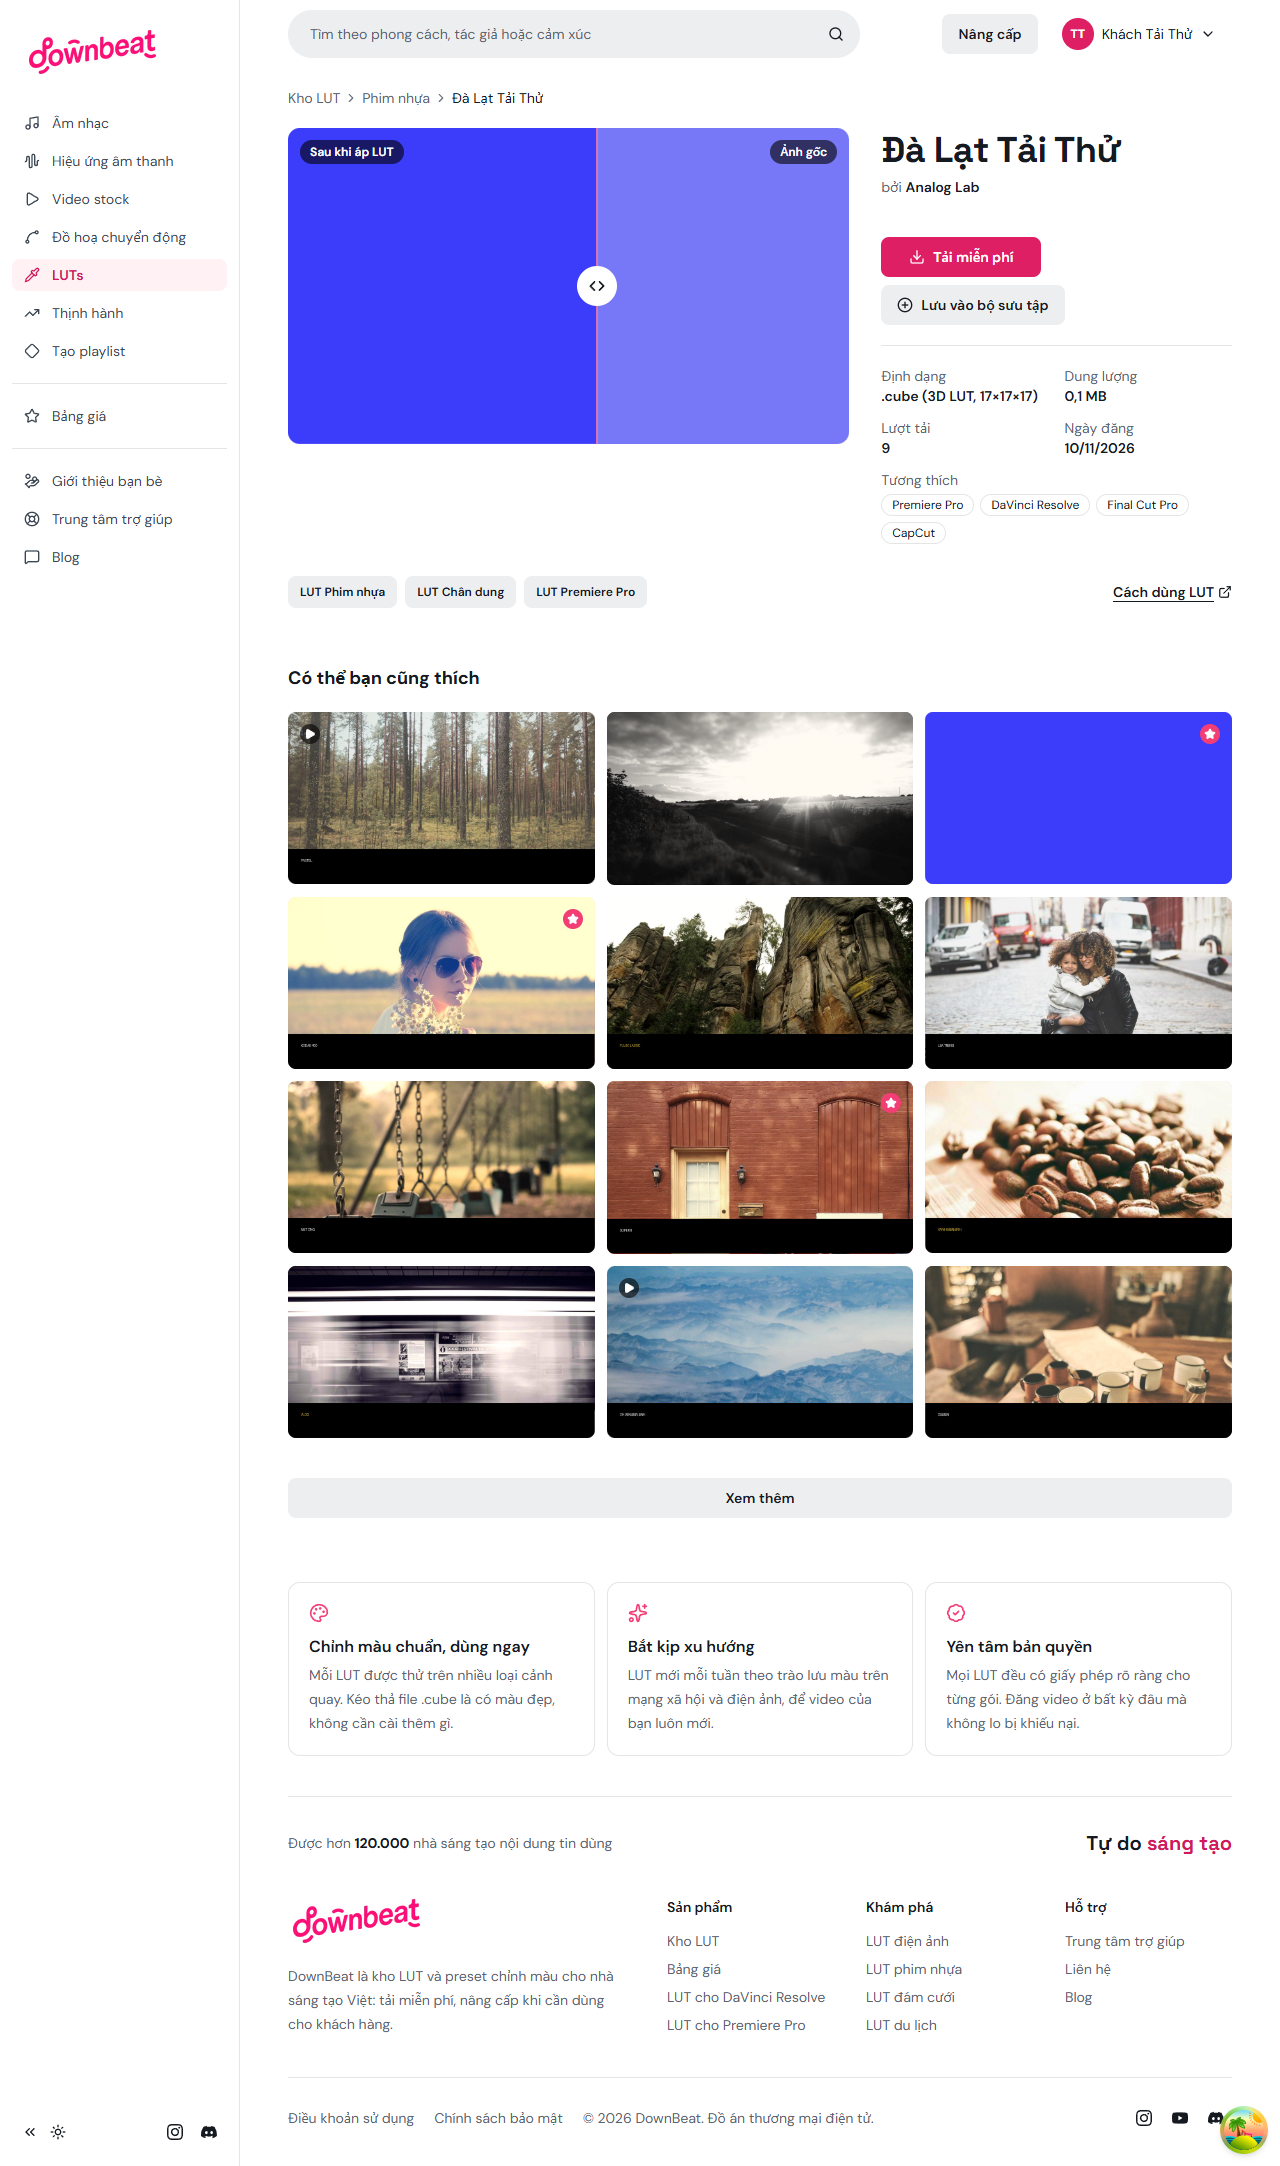 downbeat
Tìm theo phong cách, tác giả hoặc cảm xúc
Nâng cấp
TT
Khách Tải Thử
Âm nhạc
Hiệu ứng âm thanh
Video stock
Đồ hoạ chuyển động
LUTs
Thịnh hành
Tạo playlist
Bảng giá
Giới thiệu bạn bè
Trung tâm trợ giúp
Blog
Kho LUT > Phim nhựa > Đà Lạt Tải Thử
Sau khi áp LUT
Ảnh gốc
Đà Lạt Tải Thử
bởi Analog Lab
Tải miễn phí
Lưu vào bộ sưu tập
Định dạng
.cube (3D LUT, 17×17×17)
Dung lượng
0,1 MB
Lượt tải
9
Ngày đăng
10/11/2026
Tương thích
Premiere Pro
DaVinci Resolve
Final Cut Pro
CapCut
LUT Phim nhựa
LUT Chân dung
LUT Premiere Pro
Cách dùng LUT
Có thể bạn cũng thích
Xem thêm
Chỉnh màu chuẩn, dùng ngay
Mỗi LUT được thử trên nhiều loại cảnh
quay. Kéo thả file .cube là có màu đẹp,
không cần cài thêm gì.
Bắt kịp xu hướng
LUT mới mỗi tuần theo trào lưu màu trên
mạng xã hội và điện ảnh, để video của
bạn luôn mới.
Yên tâm bản quyền
Mọi LUT đều có giấy phép rõ ràng cho
từng gói. Đăng video ở bất kỳ đâu mà
không lo bị khiếu nại.
Được hơn 120.000 nhà sáng tạo nội dung tin dùng
Tự do sáng tạo
downbeat
DownBeat là kho LUT và preset chỉnh màu cho nhà
sáng tạo Việt: tải miễn phí, nâng cấp khi cần dùng
cho khách hàng.
Sản phẩm
Kho LUT
Bảng giá
LUT cho DaVinci Resolve
LUT cho Premiere Pro
Khám phá
LUT điện ảnh
LUT phim nhựa
LUT đám cưới
LUT du lịch
Hỗ trợ
Trung tâm trợ giúp
Liên hệ
Blog
Điều khoản sử dụng
Chính sách bảo mật
© 2026 DownBeat. Đồ án thương mại điện tử.